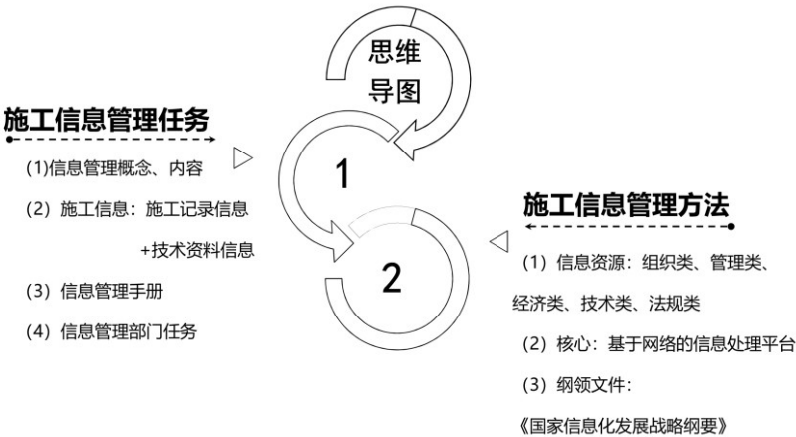 思维
导图
施工信息管理任务
(1)信息管理概念、内容
(2）施工信息：施工记录信息
+技术资料信息
(3）信息管理手册
(4）信息管理部门任务
1
2
施工信息管理方法
（1）信息资源：组织类、管理类、
经济类、技术类、法规类
（2）核心：基于网络的信息处理平台
（3）纲领文件：
《国家信息化发展战略纲要》